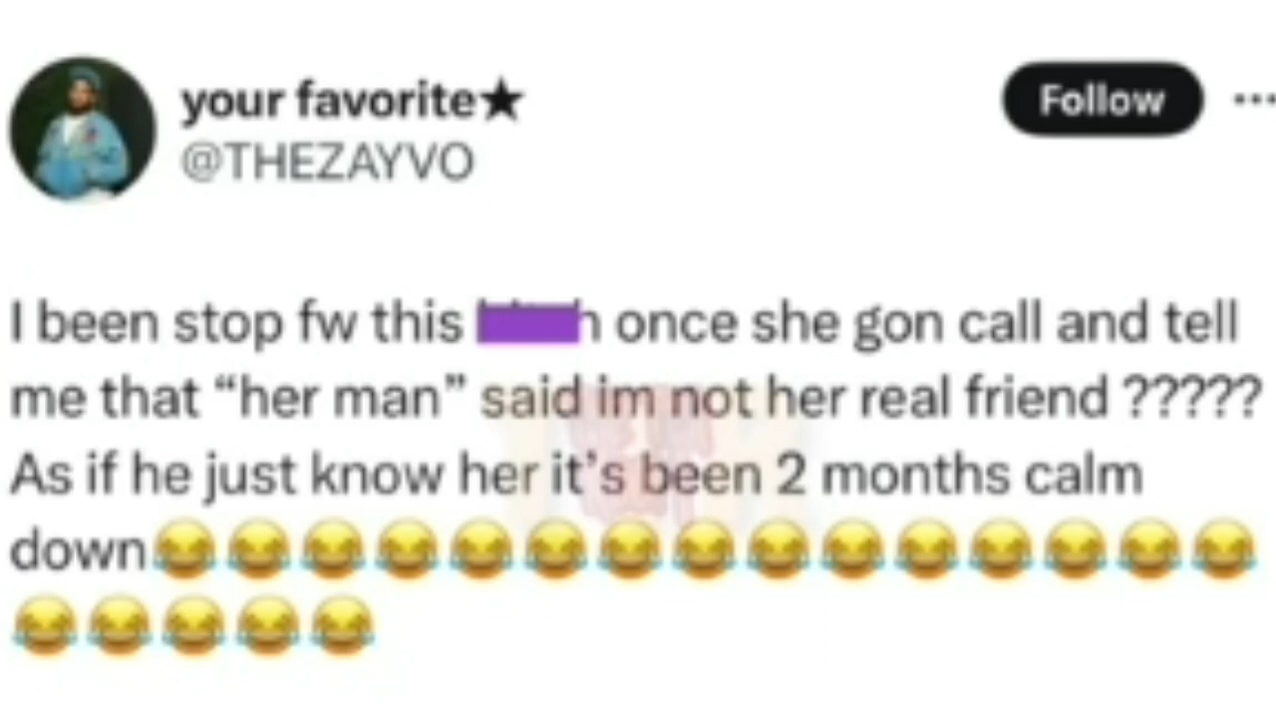 your favorite★
Follow ...
@THEZAYVO
I been stop fw this h once she gon call and tell
me that “her man” said im not her real friend ?????
As if he just know her it’s been 2 months calm
down😂😂😂😂😂😂😂😂😂😂😂😂😂😂😂
😂😂😂😂😂